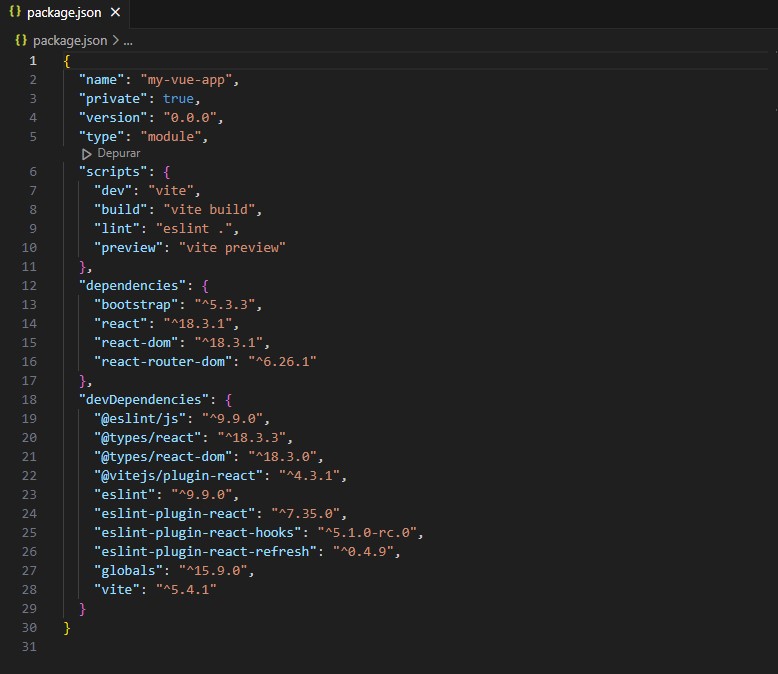 {} package.json ×
{} package.json > ...
1 {
2 "name": "my-vue-app",
3 "private": true,
4 "version": "0.0.0",
5 "type": "module",
Depurar
6 "scripts": {
7 "dev": "vite",
8 "build": "vite build",
9 "lint": "eslint .",
10 "preview": "vite preview"
11 },
12 "dependencies": {
13 "bootstrap": "^5.3.3",
14 "react": "^18.3.1",
15 "react-dom": "^18.3.1",
16 "react-router-dom": "^6.26.1"
17 },
18 "devDependencies": {
19 "@eslint/js": "^9.9.0",
20 "@types/react": "^18.3.3",
21 "@types/react-dom": "^18.3.0",
22 "@vitejs/plugin-react": "^4.3.1",
23 "eslint": "^9.9.0",
24 "eslint-plugin-react": "^7.35.0",
25 "eslint-plugin-react-hooks": "^5.1.0-rc.0",
26 "eslint-plugin-react-refresh": "^0.4.9",
27 "globals": "^15.9.0",
28 "vite": "^5.4.1"
29 }
30 }
31